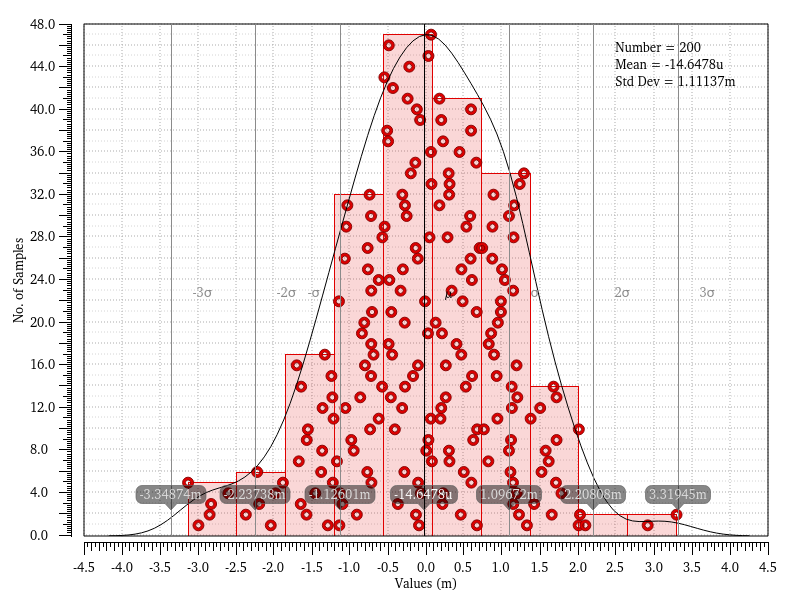 48.0
Number = 200
Mean = -14.6478u
Std Dev = 1.11137m
44.0
40.0
36.0
32.0
28.0
24.0
-3σ -2σ -σ μ σ 2σ 3σ
20.0
16.0
12.0
8.0
4.0
-3.34874m -2.23738m -1.12601m -14.6478u 1.09672m 2.20808m 3.31945m
0.0
No. of Samples
-4.5 -4.0 -3.5 -3.0 -2.5 -2.0 -1.5 -1.0 -0.5 0.0 0.5 1.0 1.5 2.0 2.5 3.0 3.5 4.0 4.5
Values (m)